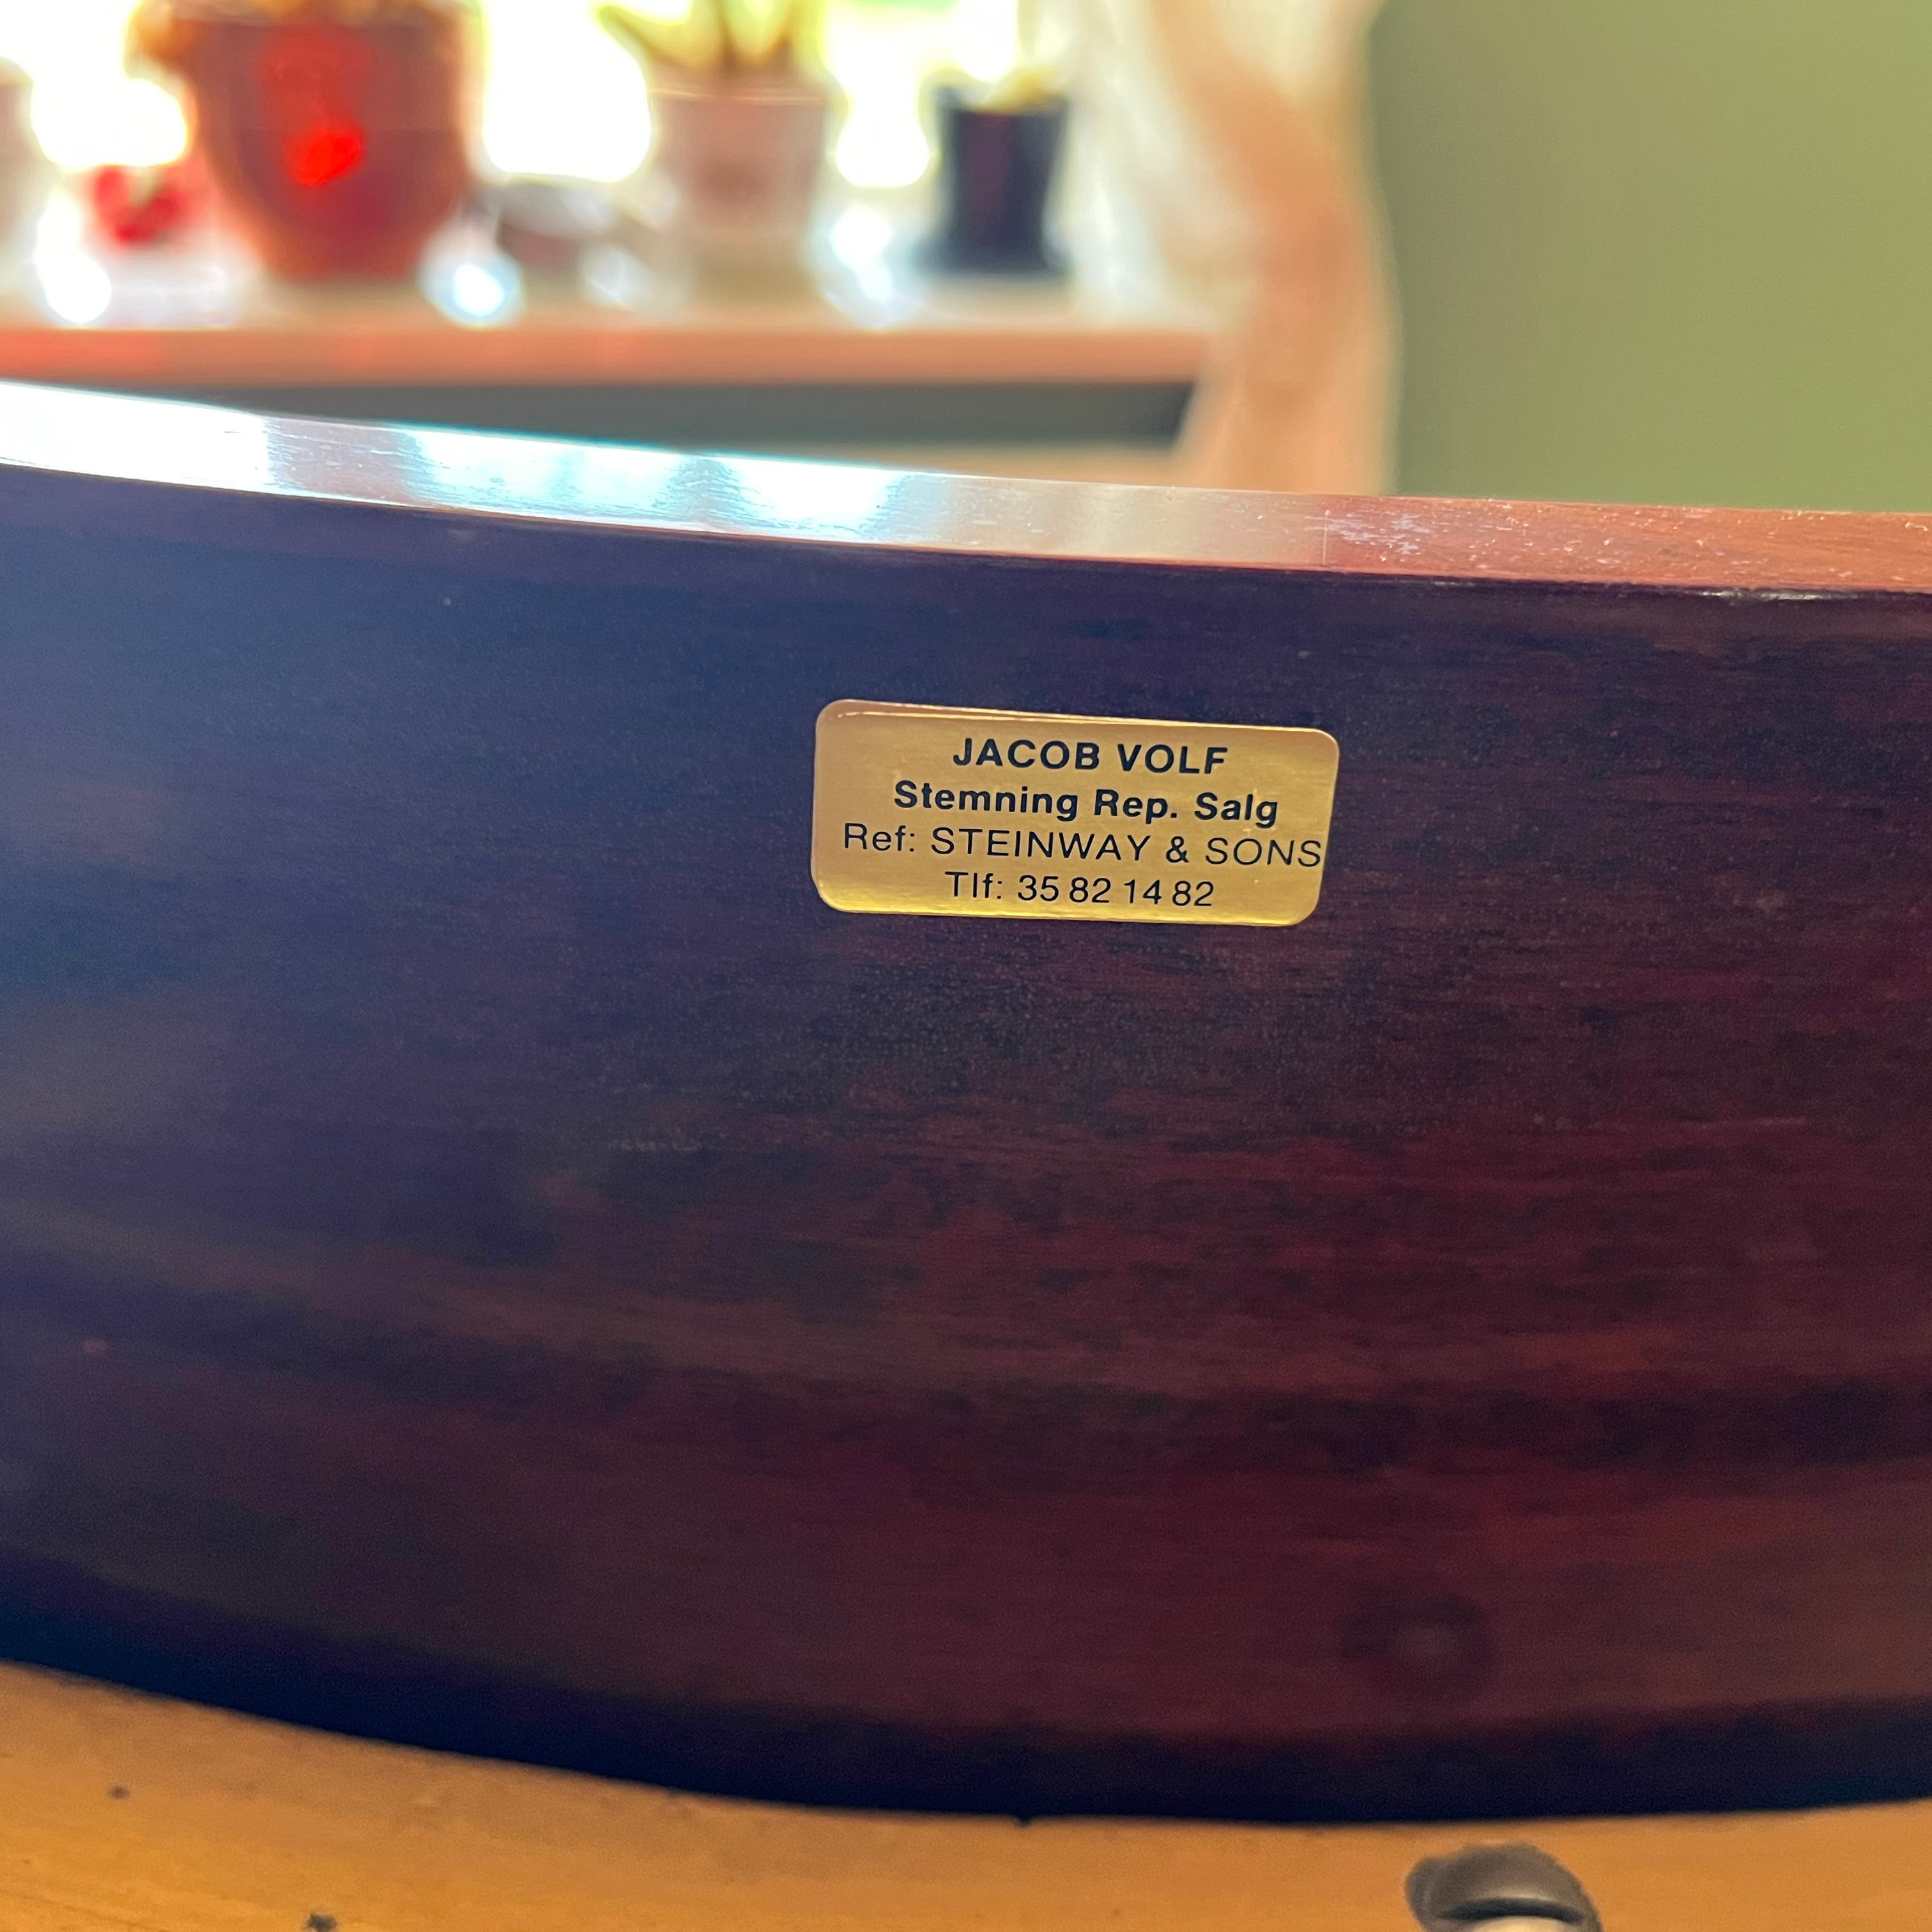 JACOB VOLF
Stemning Rep. Salg
Ref: STEINWAY & SONS
Tlf: 35 82 14 82